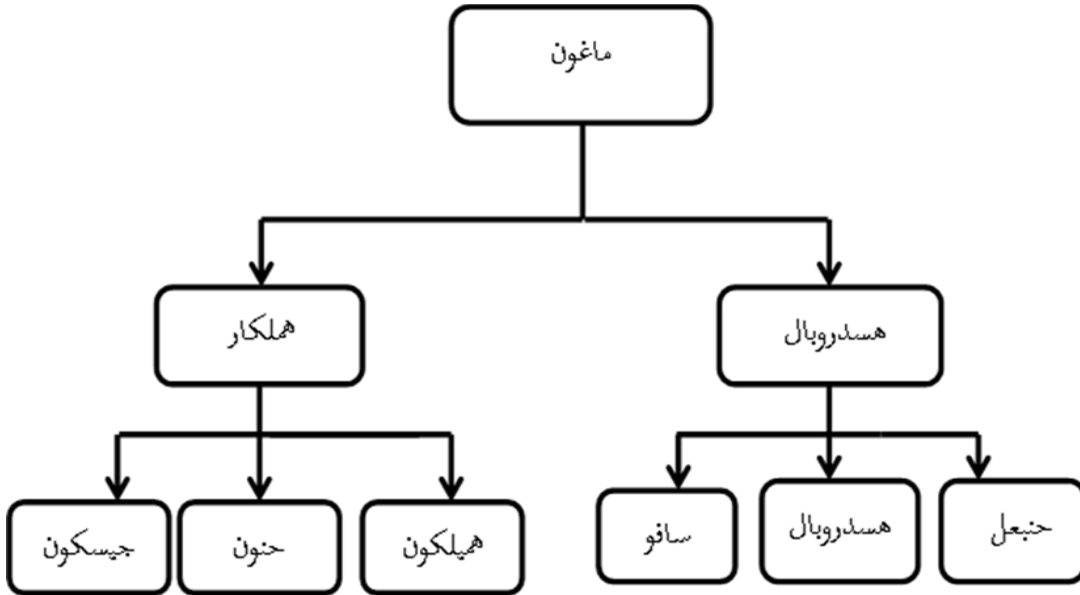 ماغون
هسدروبال
هملكار
حنبعل
هسدروبال
سافو
هميلكون
حنون
جيسكون